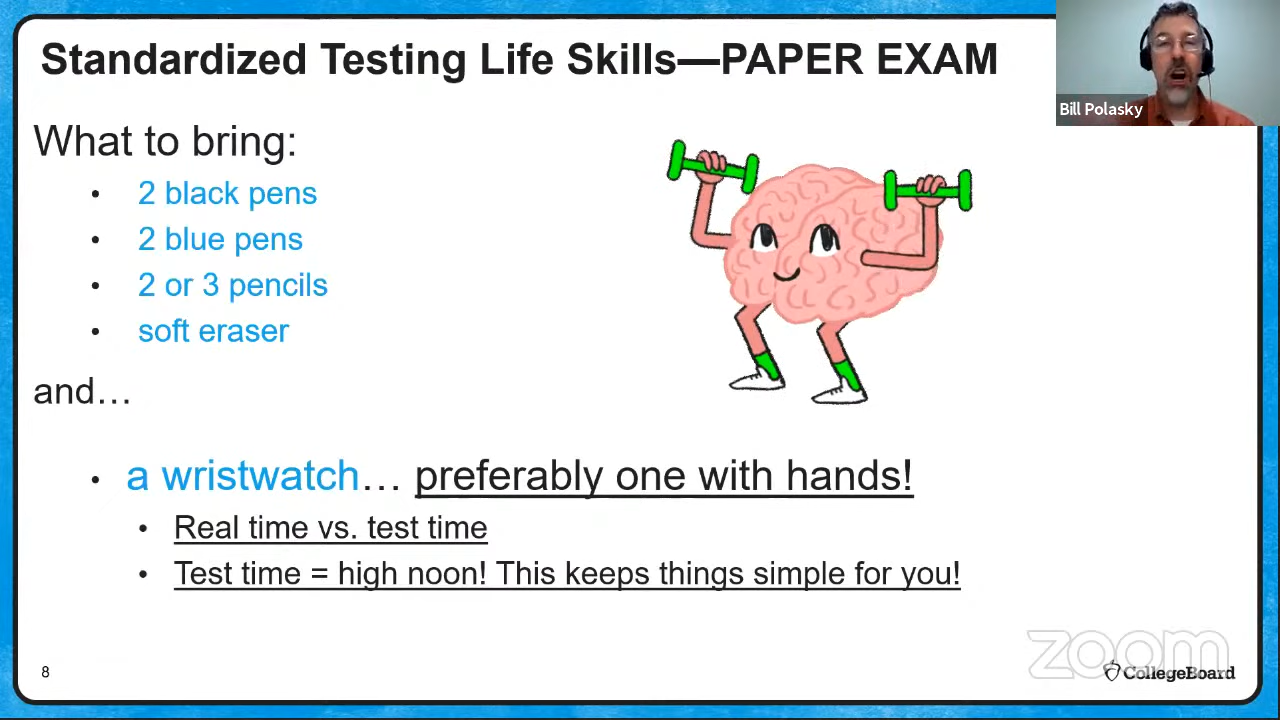 Standardized Testing Life Skills—PAPER EXAM
Bill Polasky
What to bring:
• 2 black pens
• 2 blue pens
• 2 or 3 pencils
• soft eraser
and…
• a wristwatch… preferably one with hands!
• Real time vs. test time
• Test time = high noon! This keeps things simple for you!
zoom
8
CollegeBoard